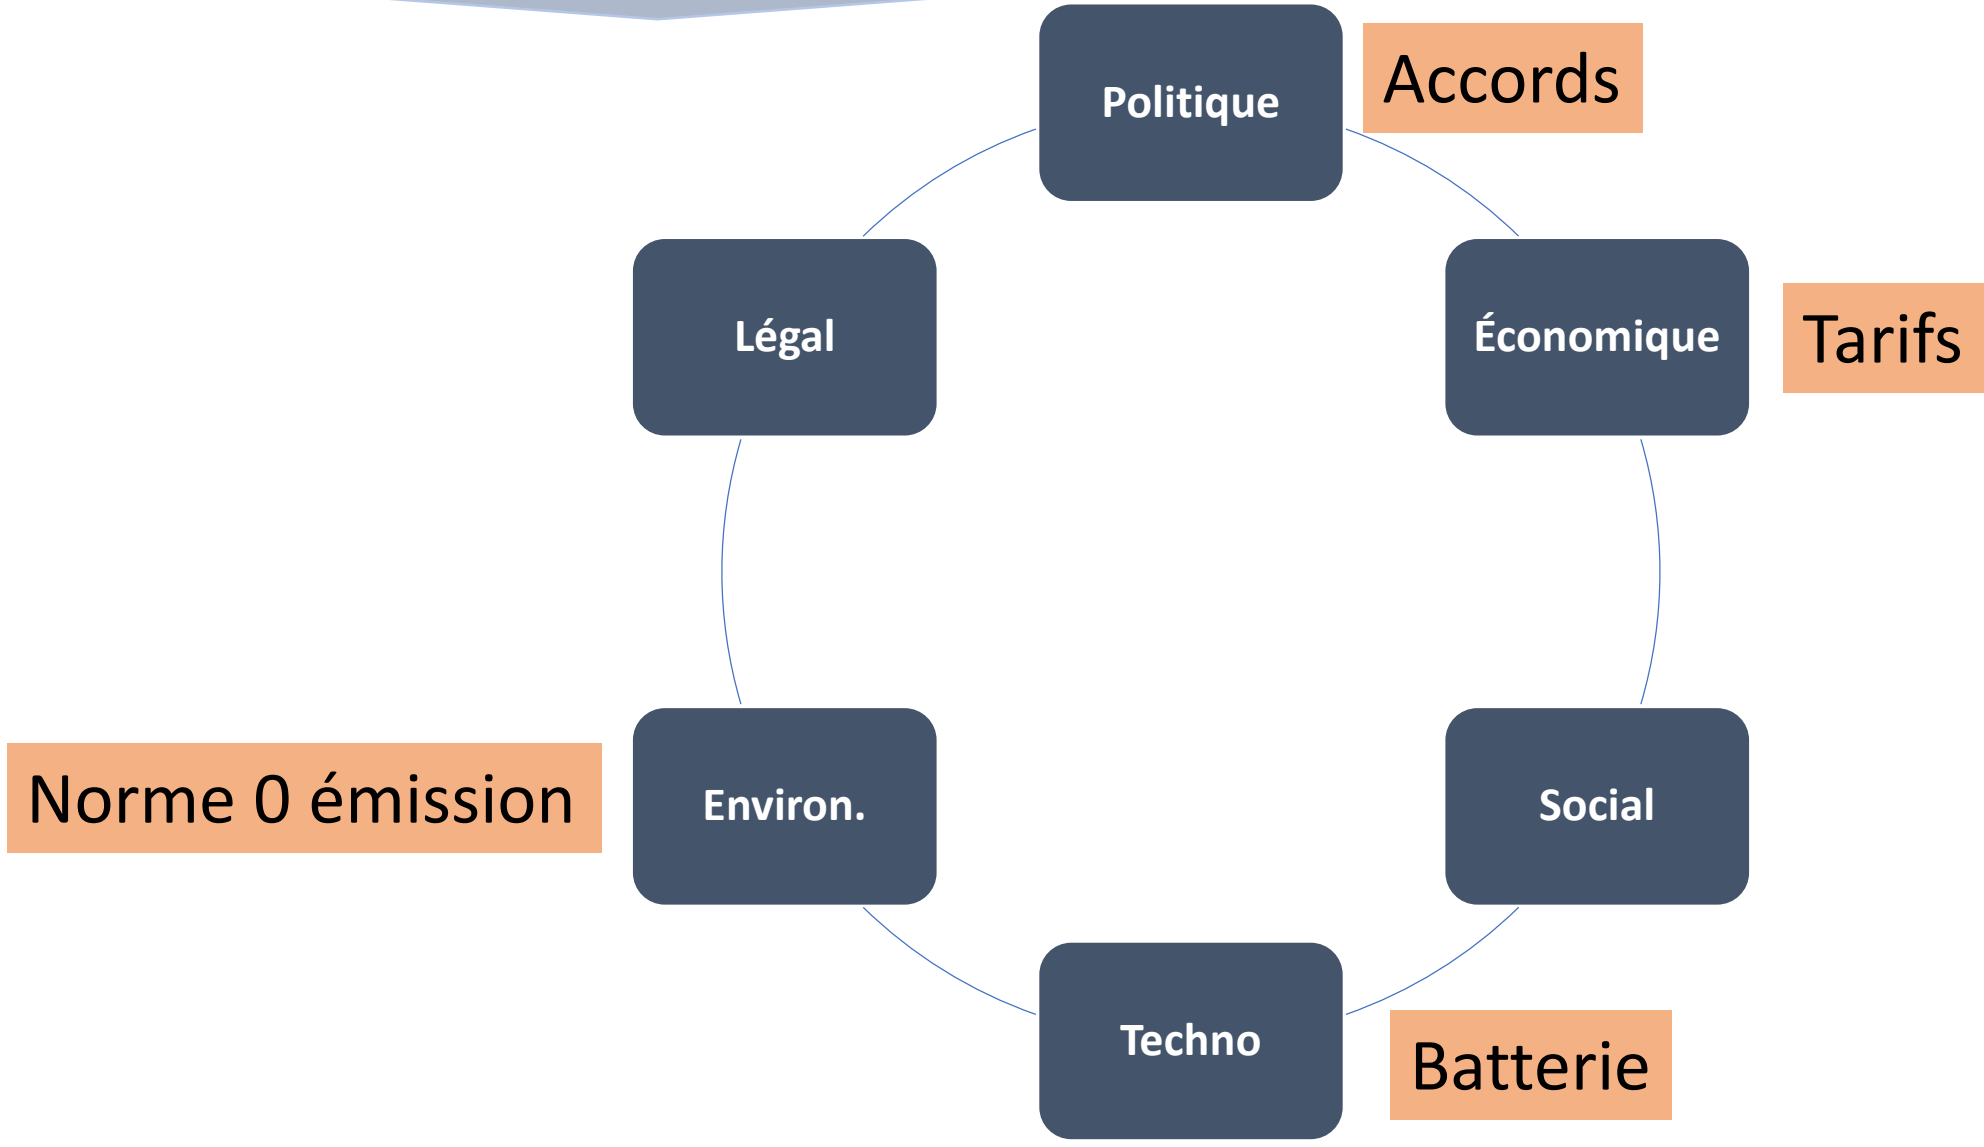 Politique
Accords
Légal
Économique
Tarifs
Norme 0 émission
Environ.
Social
Techno
Batterie